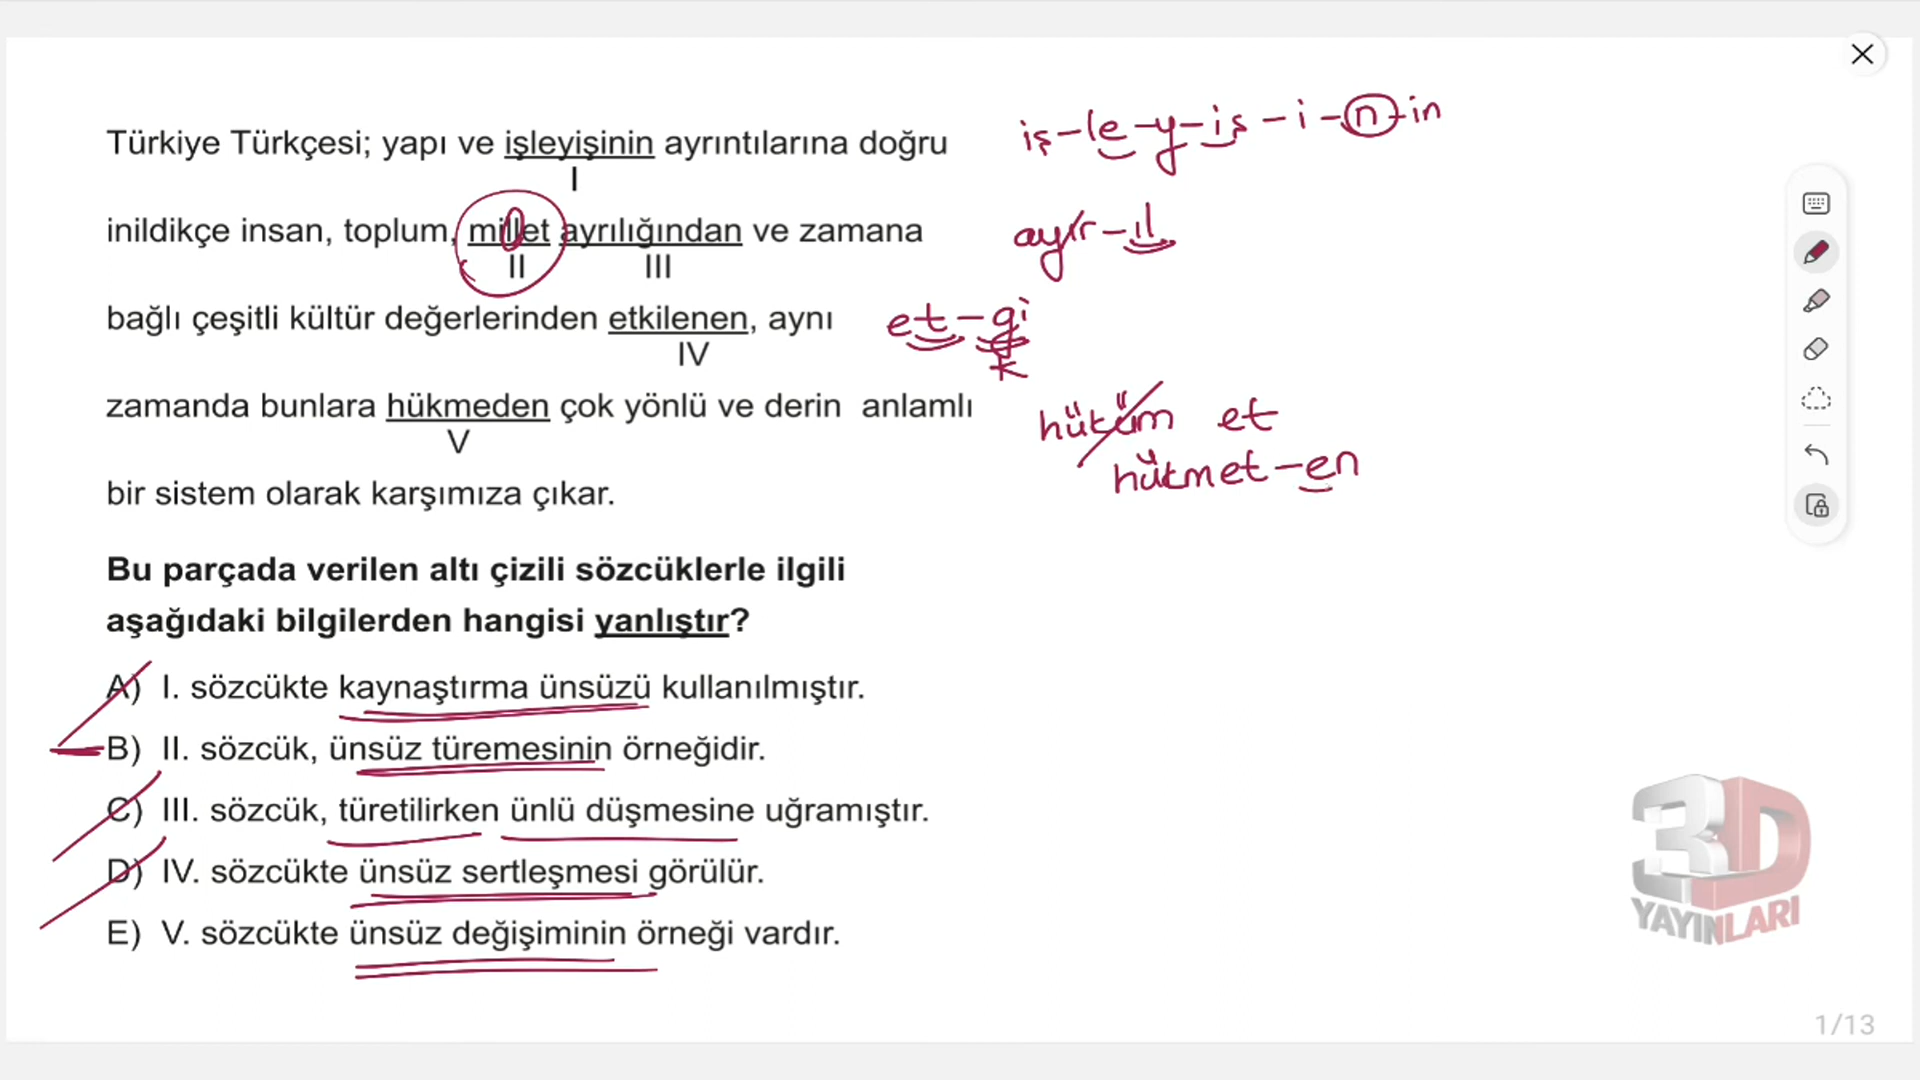 Türkiye Türkçesi; yapı ve işleyişinin ayrıntılarına doğru
I
inildikçe insan, toplum, millet ayrılığından ve zamana
II III
bağlı çeşitli kültür değerlerinden etkilenen, aynı
IV
zamanda bunlara hükmeden çok yönlü ve derin anlamlı
V
bir sistem olarak karşımıza çıkar.
iş-le-y-iş-i-n-in
ayır-ıl
et-gi
k
hüküm et
hükmet-en
Bu parçada verilen altı çizili sözcüklerle ilgili
aşağıdaki bilgilerden hangisi yanlıştır?
A) I. sözcükte kaynaştırma ünsüzü kullanılmıştır.
B) II. sözcük, ünsüz türemesinin örneğidir.
C) III. sözcük, türetilirken ünlü düşmesine uğramıştır.
D) IV. sözcükte ünsüz sertleşmesi görülür.
E) V. sözcükte ünsüz değişiminin örneği vardır.
3D
YAYINLARI
1/13